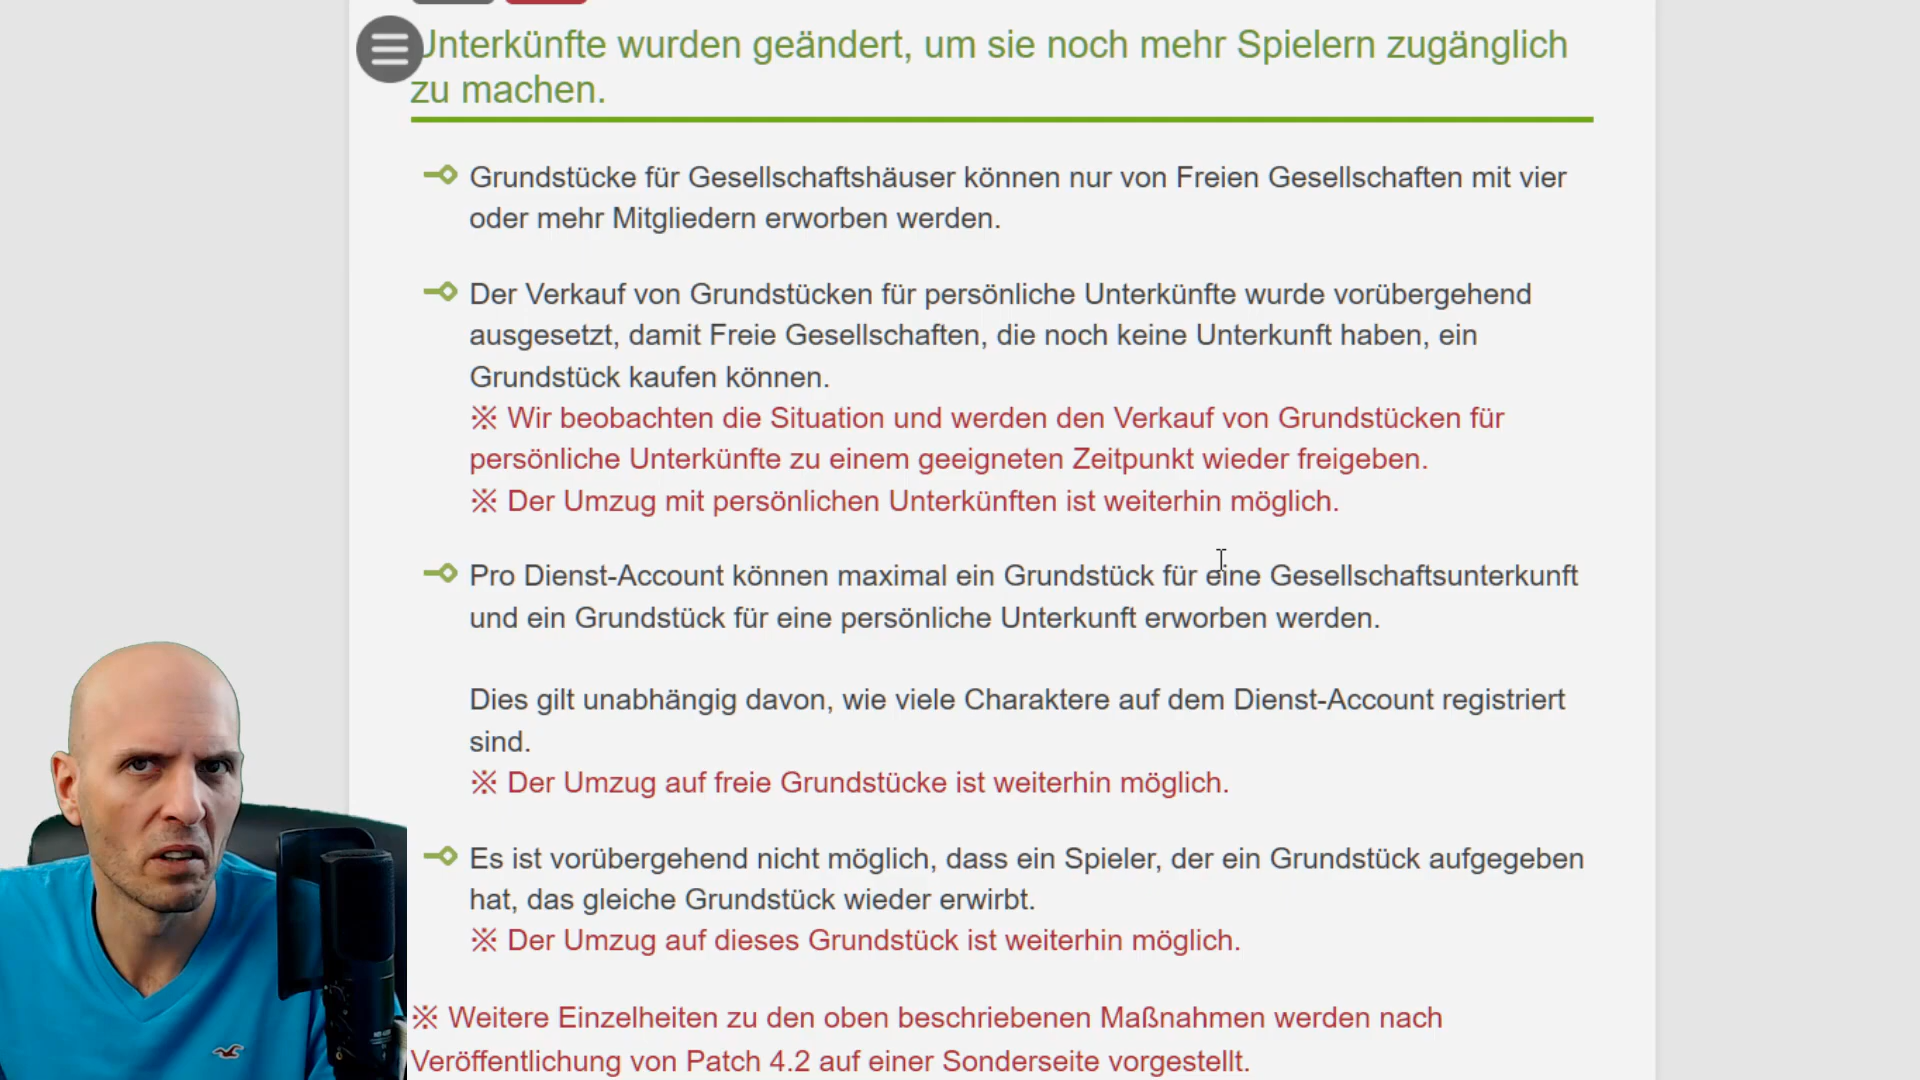 Unterkünfte wurden geändert, um sie noch mehr Spielern zugänglich
zu machen.
Grundstücke für Gesellschaftshäuser können nur von Freien Gesellschaften mit vier
oder mehr Mitgliedern erworben werden.
Der Verkauf von Grundstücken für persönliche Unterkünfte wurde vorübergehend
ausgesetzt, damit Freie Gesellschaften, die noch keine Unterkunft haben, ein
Grundstück kaufen können.
※ Wir beobachten die Situation und werden den Verkauf von Grundstücken für
persönliche Unterkünfte zu einem geeigneten Zeitpunkt wieder freigeben.
※ Der Umzug mit persönlichen Unterkünften ist weiterhin möglich.
Pro Dienst-Account können maximal ein Grundstück für eine Gesellschaftsunterkunft
und ein Grundstück für eine persönliche Unterkunft erworben werden.
Dies gilt unabhängig davon, wie viele Charaktere auf dem Dienst-Account registriert
sind.
※ Der Umzug auf freie Grundstücke ist weiterhin möglich.
Es ist vorübergehend nicht möglich, dass ein Spieler, der ein Grundstück aufgegeben
hat, das gleiche Grundstück wieder erwirbt.
※ Der Umzug auf dieses Grundstück ist weiterhin möglich.
※ Weitere Einzelheiten zu den oben beschriebenen Maßnahmen werden nach
Veröffentlichung von Patch 4.2 auf einer Sonderseite vorgestellt.